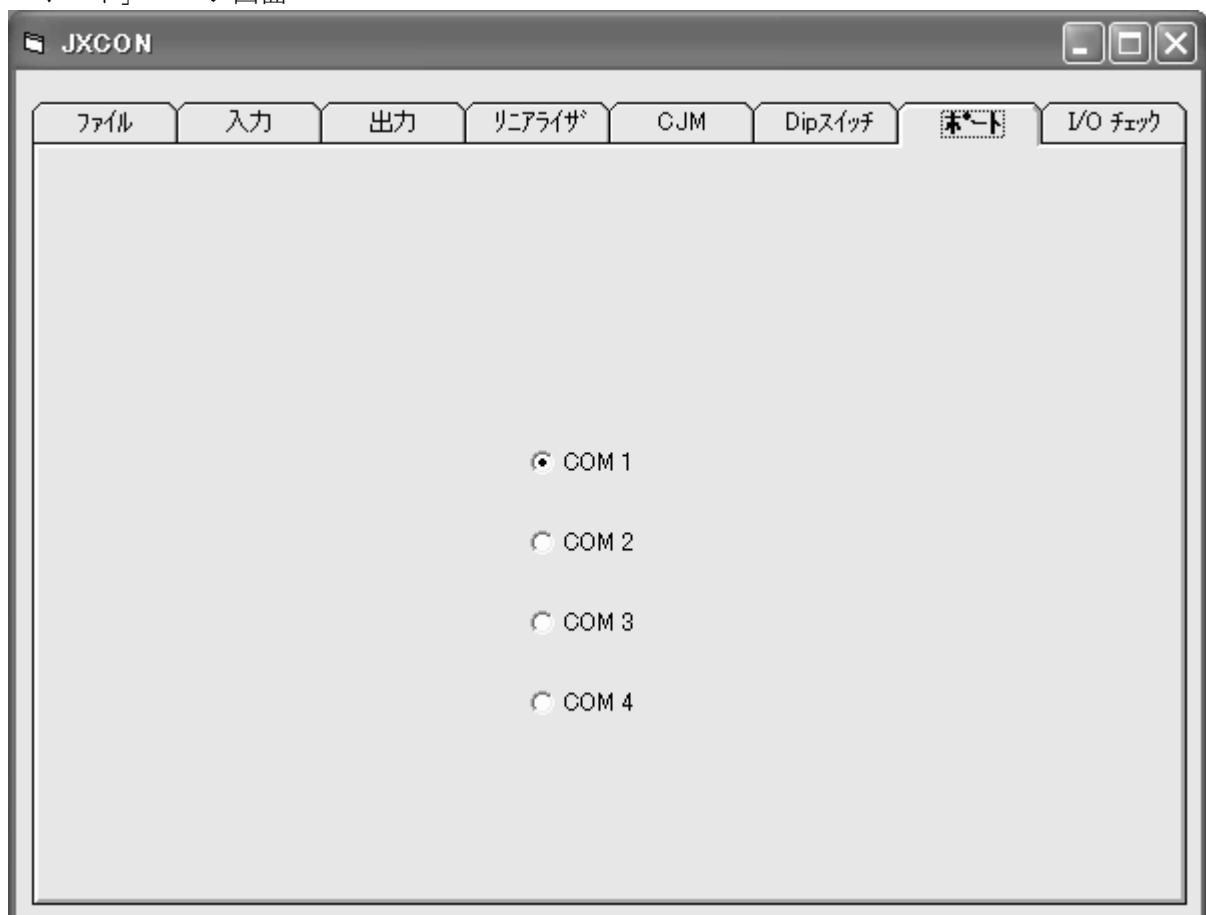 JXCON
ﾌｧｲﾙ 入力 出力 ﾘﾆｱﾗｲｻﾞ CJM Dipｽｲｯﾁ ﾎﾟｰﾄ I/O ﾁｪｯｸ
COM 1
COM 2
COM 3
COM 4